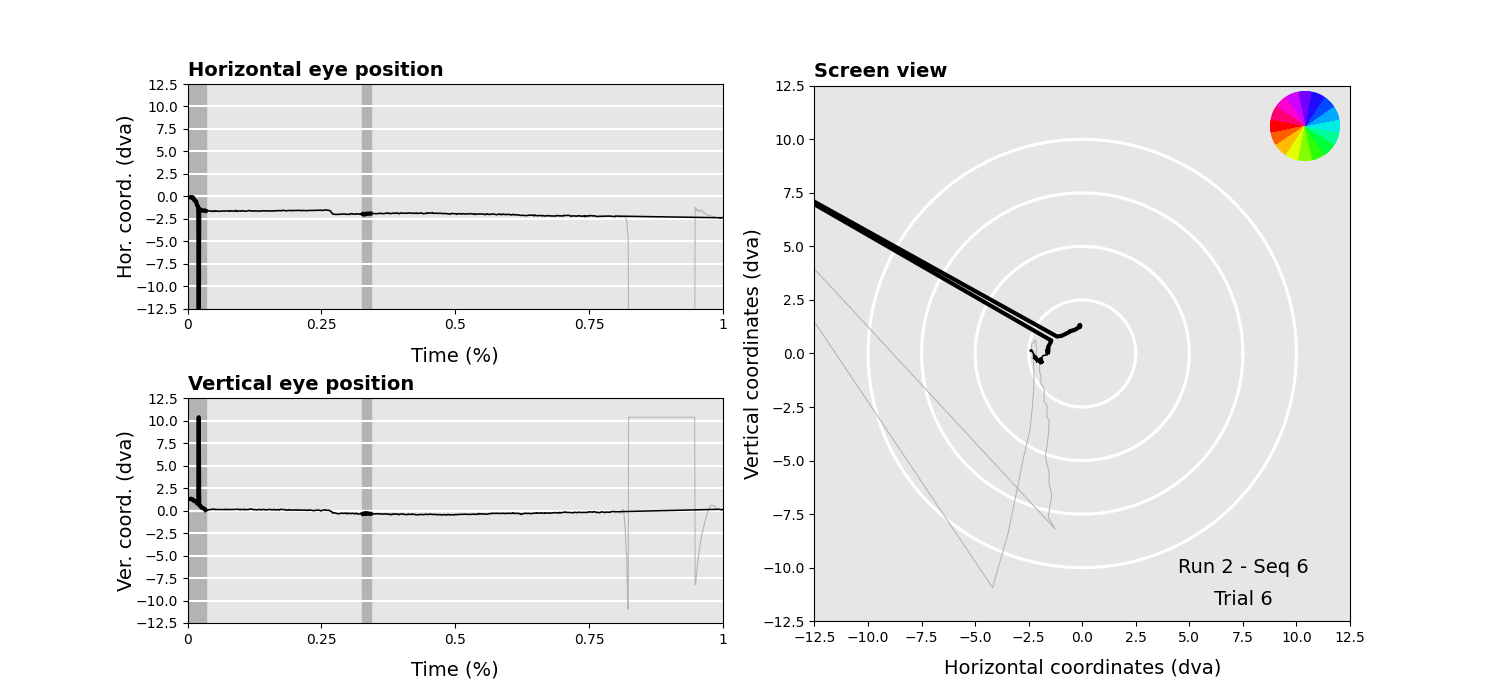 Horizontal eye position
Hor. coord. (dva)
12.5
10.0
7.5
5.0
2.5
0.0
−2.5
−5.0
−7.5
−10.0
−12.5
0 0.25 0.5 0.75 1
Time (%)
Vertical eye position
Ver. coord. (dva)
12.5
10.0
7.5
5.0
2.5
0.0
−2.5
−5.0
−7.5
−10.0
−12.5
0 0.25 0.5 0.75 1
Time (%)
Screen view
Vertical coordinates (dva)
12.5
10.0
7.5
5.0
2.5
0.0
−2.5
−5.0
−7.5
−10.0
−12.5
Run 2 - Seq 6
Trial 6
−12.5 −10.0 −7.5 −5.0 −2.5 0.0 2.5 5.0 7.5 10.0 12.5
Horizontal coordinates (dva)